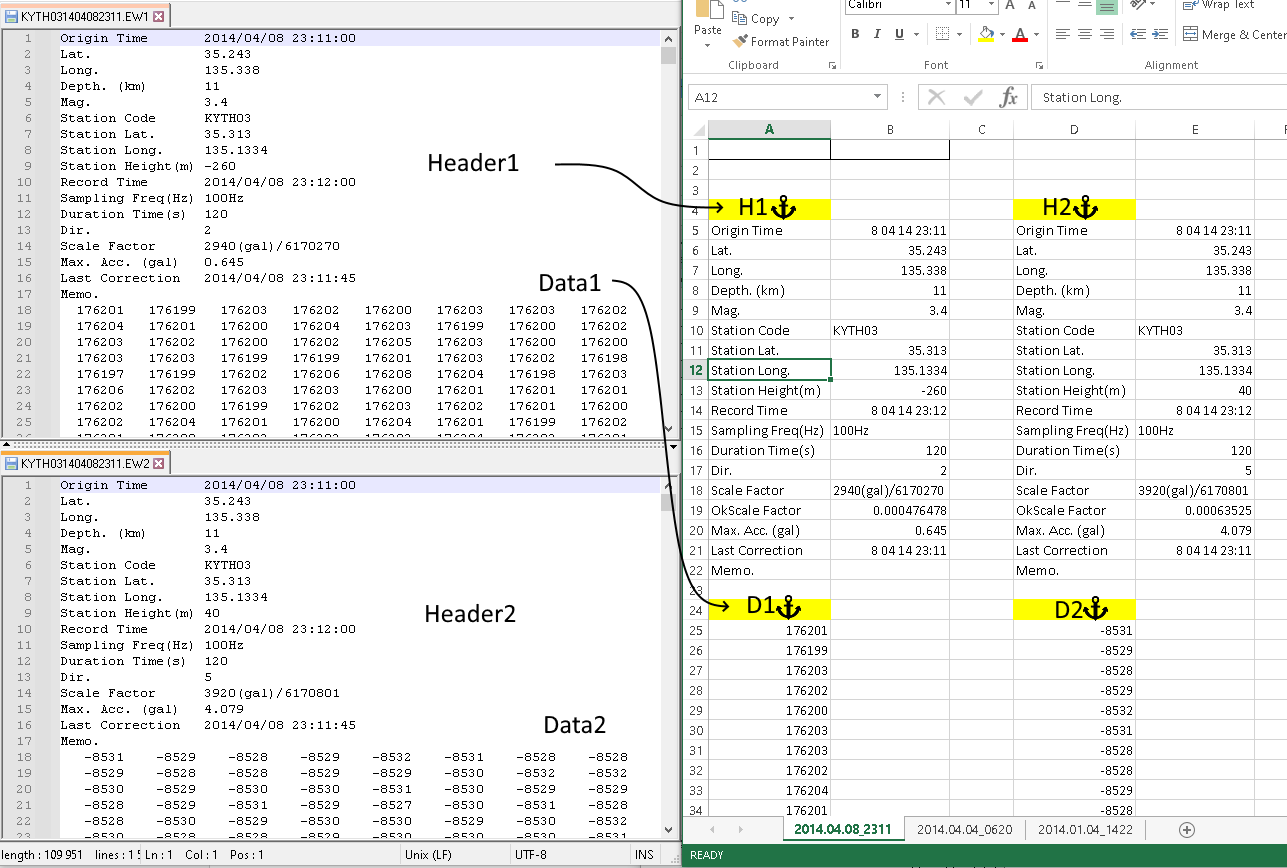 KYTH031404082311.EW1
1 Origin Time 2014/04/08 23:11:00
2 Lat. 35.243
3 Long. 135.338
4 Depth. (km) 11
5 Mag. 3.4
6 Station Code KYTH03
7 Station Lat. 35.313
8 Station Long. 135.1334
9 Station Height(m) -260
10 Record Time 2014/04/08 23:12:00
11 Sampling Freq(Hz) 100Hz
12 Duration Time(s) 120
13 Dir. 2
14 Scale Factor 2940(gal)/6170270
15 Max. Acc. (gal) 0.645
16 Last Correction 2014/04/08 23:11:45
17 Memo.
18 176201 176199 176203 176202 176200 176203 176203 176202
19 176204 176201 176200 176204 176203 176199 176200 176202
20 176203 176202 176200 176202 176205 176203 176200 176200
21 176203 176203 176199 176199 176201 176203 176202 176198
22 176197 176199 176202 176206 176208 176204 176198 176203
23 176206 176202 176203 176203 176200 176201 176202 176203
24 176202 176199 176202 176203 176202 176201 176200
25 176202 176204 176201 176200 176204 176201 176199 176202
Header1
Data1
KYTH031404082311.EW2
1 Origin Time 2014/04/08 23:11:00
2 Lat. 35.243
3 Long. 135.338
4 Depth. (km) 11
5 Mag. 3.4
6 Station Code KYTH03
7 Station Lat. 35.313
8 Station Long. 135.1334
9 Station Height(m) 40
10 Record Time 2014/04/08 23:12:00
11 Sampling Freq(Hz) 100Hz
12 Duration Time(s) 120
13 Dir. 5
14 Scale Factor 3920(gal)/6170801
15 Max. Acc. (gal) 4.079
16 Last Correction 2014/04/08 23:11:45
17 Memo.
18 -8531 -8529 -8528 -8529 -8532 -8531 -8528 -8528
19 -8529 -8528 -8528 -8529 -8529 -8530 -8532 -8532
20 -8530 -8529 -8530 -8530 -8531 -8530 -8529 -8530
21 -8528 -8529 -8531 -8529 -8527 -8530 -8531 -8528
22 -8530 -8529 -8528 -8530 -8529 -8530 -8530 -8529
23
Header2
Data2
length : 109 951 lines : 1 Ln : 1 Col : 1 Pos : 1 Unix (LF) UTF-8 INS
Paste Copy
Format Painter
Clipboard
Calibri 11 A A
B I U A
Font
Wrap Text
Merge & Center
Alignment
A12 fx Station Long.
A B C D E
1
2
3
4 H1 H2
5 Origin Time 8 04 14 23:11 Origin Time 8 04 14 23:11
6 Lat. 35.243 Lat. 35.243
7 Long. 135.338 Long. 135.338
8 Depth. (km) 11 Depth. (km) 11
9 Mag. 3.4 Mag. 3.4
10 Station Code KYTH03 Station Code KYTH03
11 Station Lat. 35.313 Station Lat. 35.313
12 Station Long. 135.1334 Station Long. 135.1334
13 Station Height(m) -260 Station Height(m) 40
14 Record Time 8 04 14 23:12 Record Time 8 04 14 23:12
15 Sampling Freq(Hz) 100Hz Sampling Freq(Hz) 100Hz
16 Duration Time(s) 120 Duration Time(s) 120
17 Dir. 2 Dir. 5
18 Scale Factor 2940(gal)/6170270 Scale Factor 3920(gal)/6170801
19 OkScale Factor 0.000476478 OkScale Factor 0.00063525
20 Max. Acc. (gal) 0.645 Max. Acc. (gal) 4.079
21 Last Correction 8 04 14 23:11 Last Correction 8 04 14 23:11
22 Memo. Memo.
23
24 D1 D2
25 176201 -8531
26 176199 -8529
27 176203 -8528
28 176202 -8529
29 176200 -8532
30 176203 -8531
31 176203 -8528
32 176202 -8528
33 176204 -8529
34 176201 -8528
2014.04.08_2311 2014.04.04_0620 2014.01.04_1422
READY